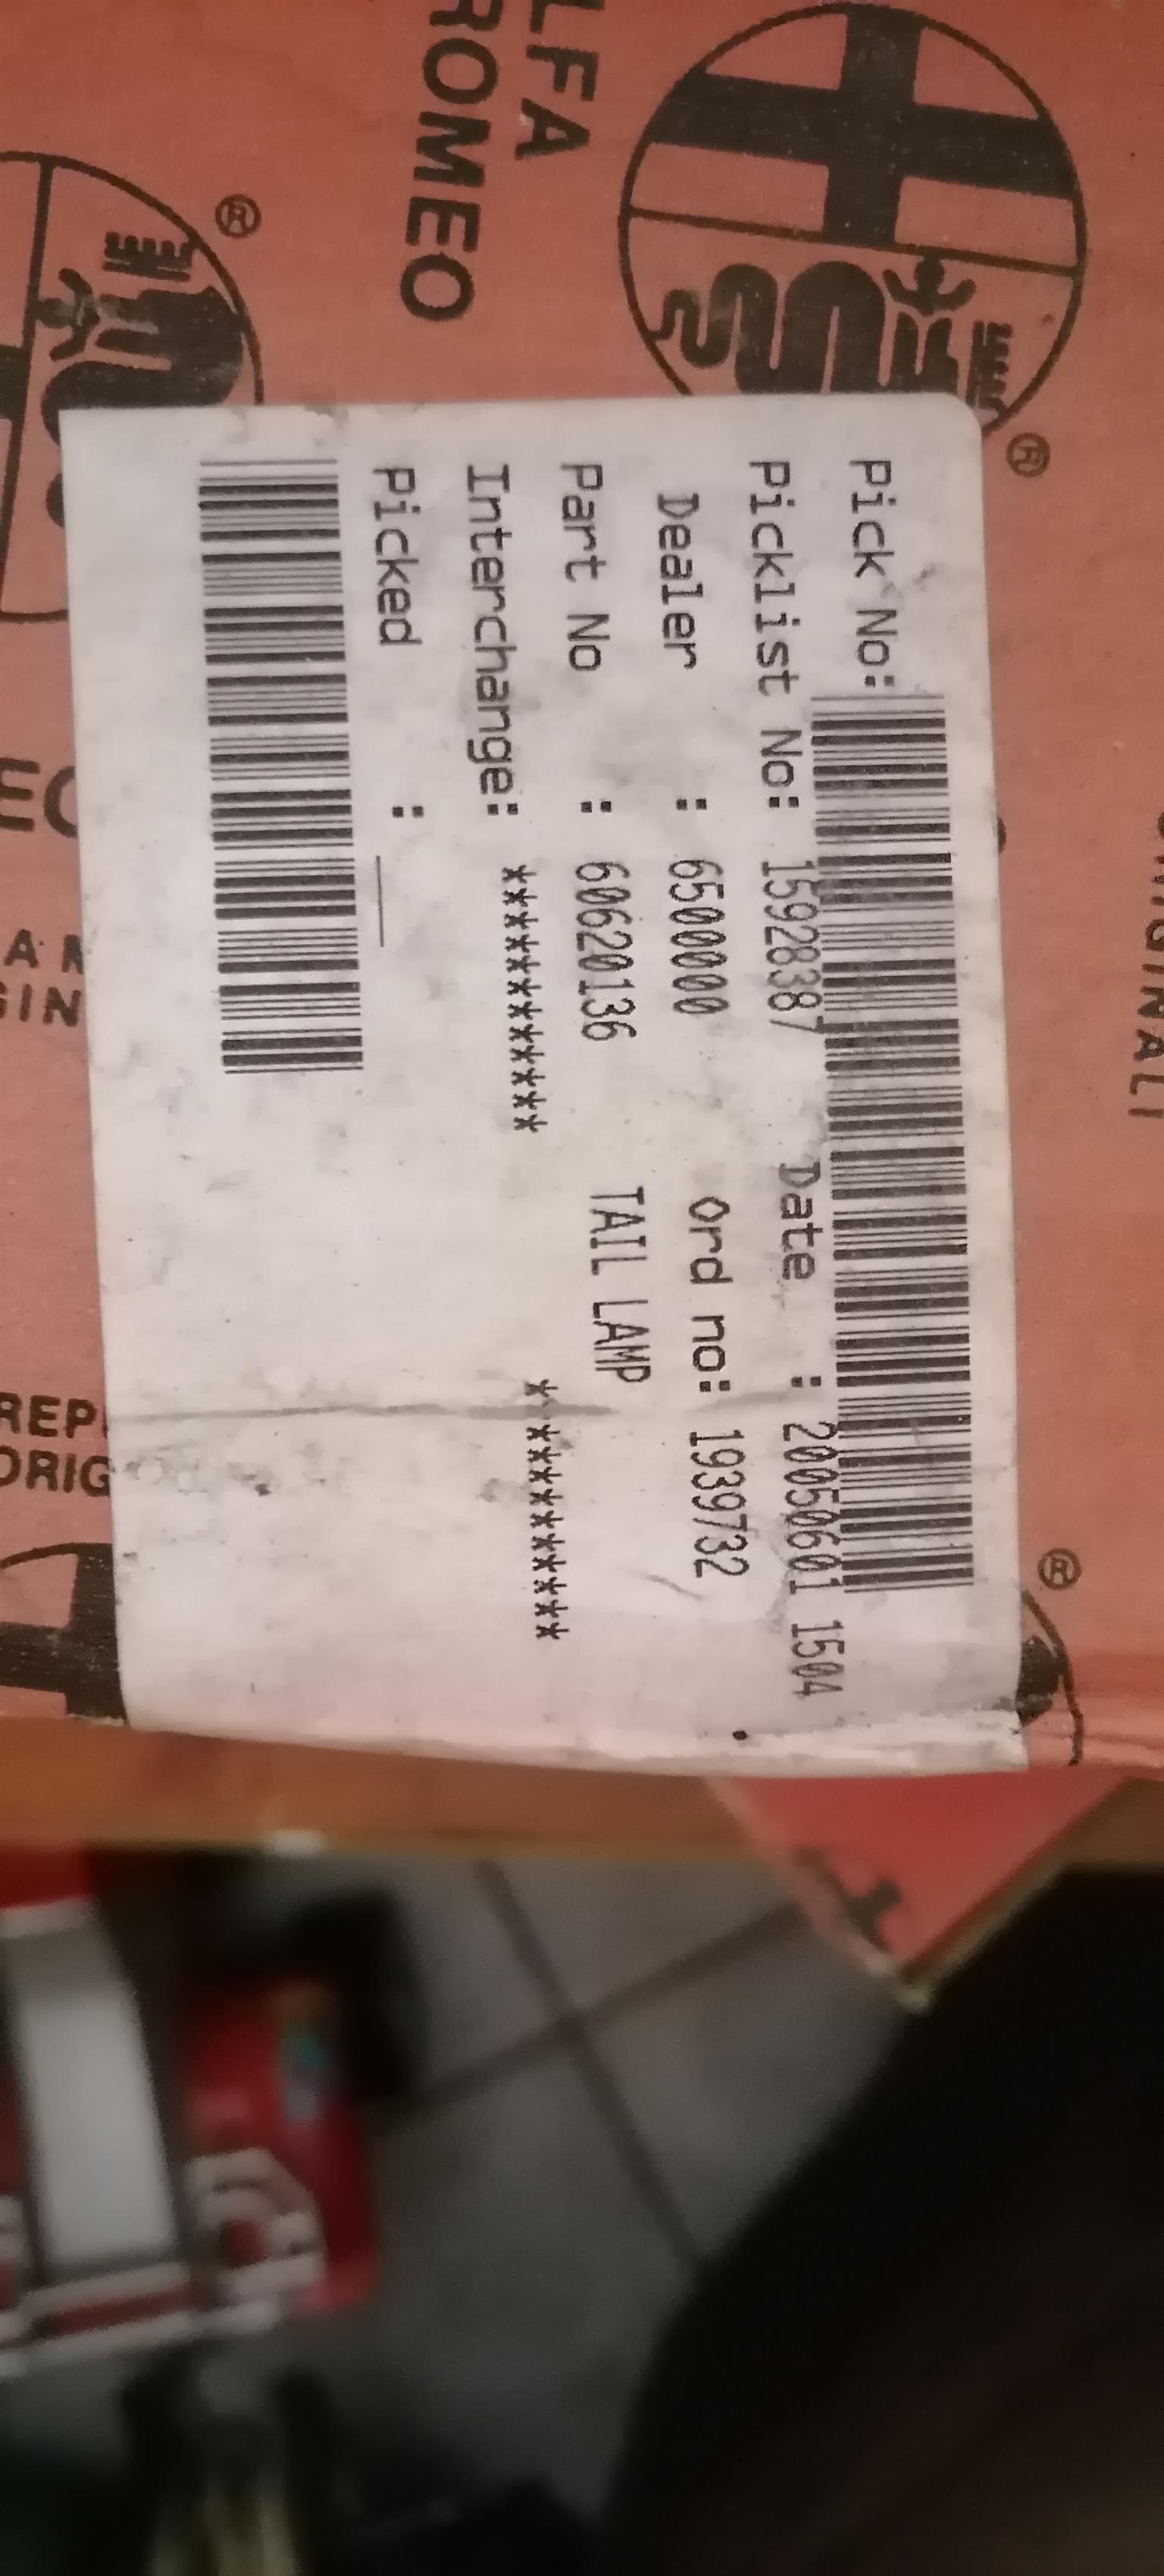 ALFA
ROMEO
®
®
Pick No:
Picklist No: 15928387 Date : 20050601 1504
Dealer : 6500000 Ord no: 1939732
Part No : 60620136 TAIL LAMP
Interchange: *********** ***********
Picked : __
®